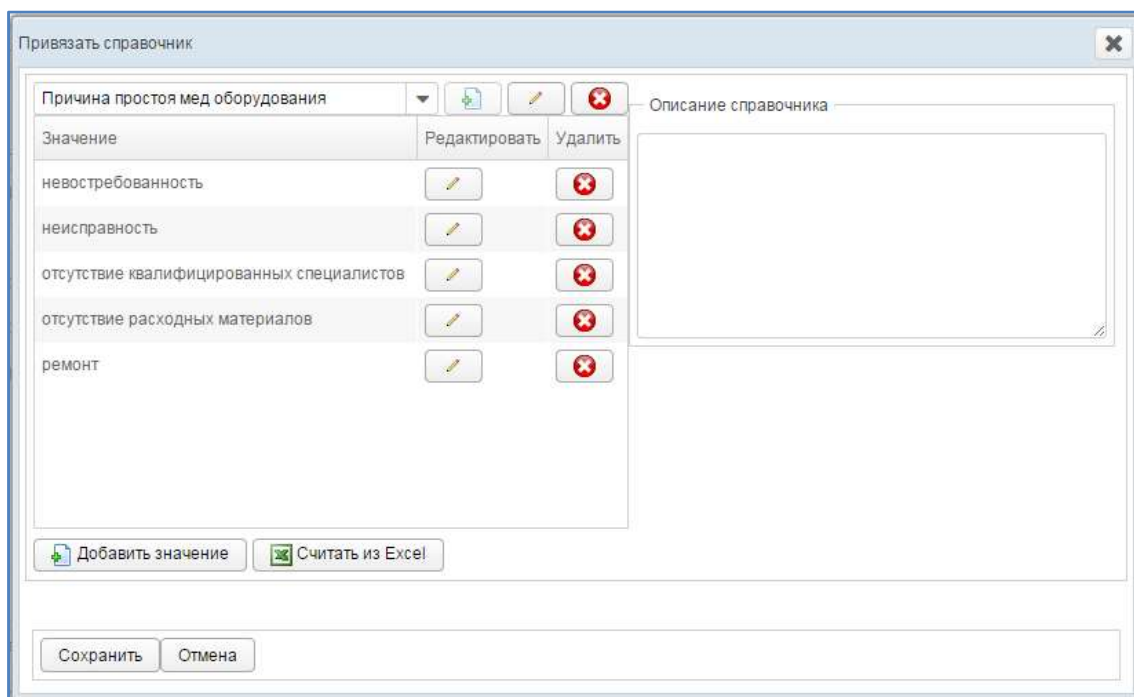 Привязать справочник
Причина простоя мед оборудования
Описание справочника
Значение Редактировать Удалить
невостребованность
неисправность
отсутствие квалифицированных специалистов
отсутствие расходных материалов
ремонт
Добавить значение Считать из Excel
Сохранить Отмена